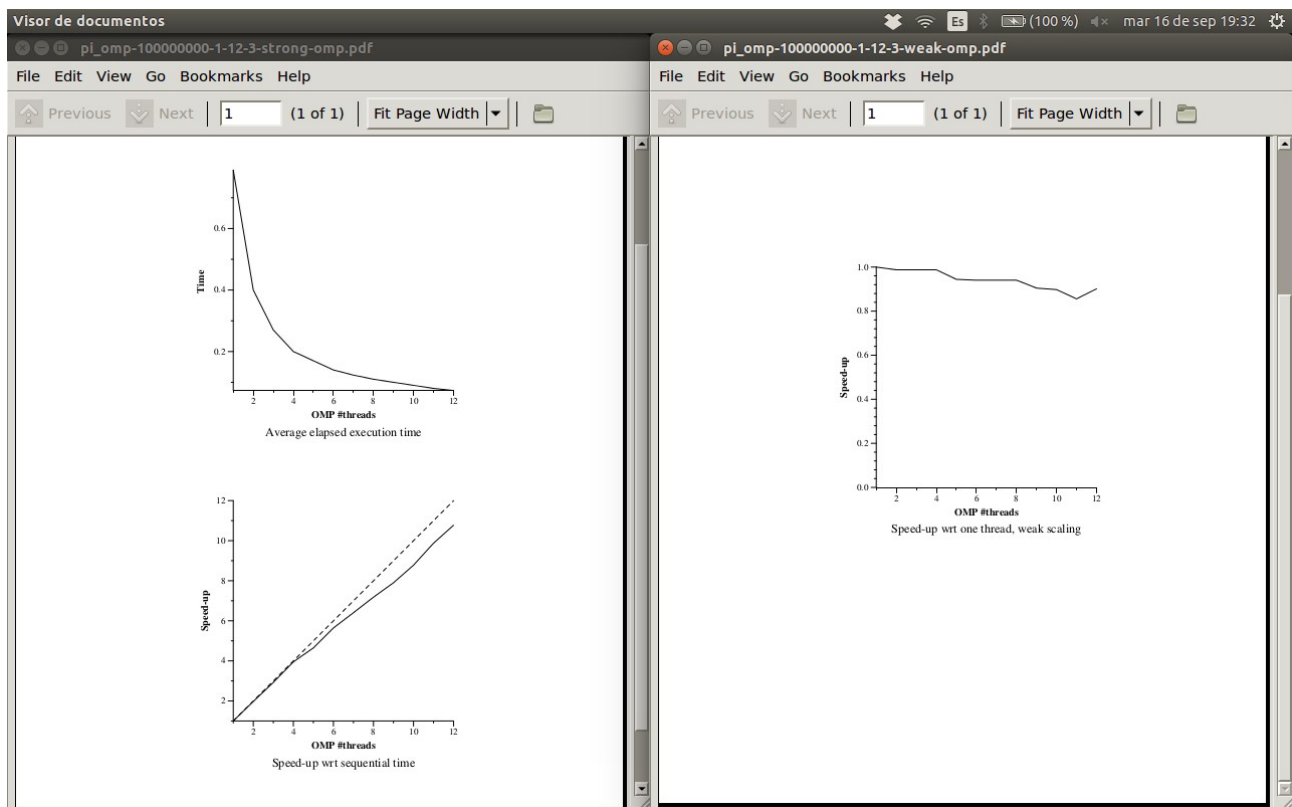 Visor de documentos
Es (100 %) mar 16 de sep 19:32
pi_omp-100000000-1-12-3-strong-omp.pdf
File Edit View Go Bookmarks Help
Previous Next 1 (1 of 1) Fit Page Width
0.6
0.4
0.2
Time
2 4 6 8 10 12
OMP #threads
Average elapsed execution time
12
10
8
6
4
2
Speed-up
2 4 6 8 10 12
OMP #threads
Speed-up wrt sequential time
pi_omp-100000000-1-12-3-weak-omp.pdf
File Edit View Go Bookmarks Help
Previous Next 1 (1 of 1) Fit Page Width
1.0
0.8
0.6
0.4
0.2
0.0
Speed-up
2 4 6 8 10 12
OMP #threads
Speed-up wrt one thread, weak scaling